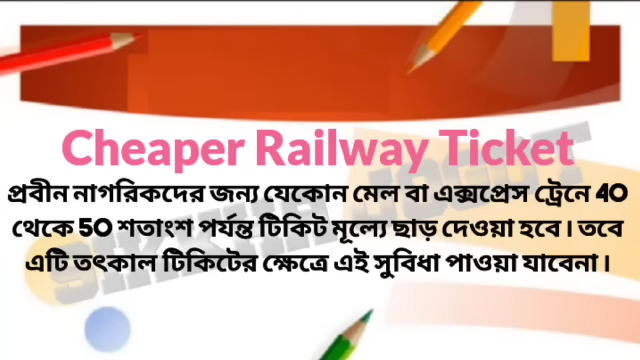 Cheaper Railway Ticket
প্রবীন নাগরিকদের জন্য যেকোন মেল বা এক্সপ্রেস ট্রেনে 40
থেকে 50 শতাংশ পর্যন্ত টিকিট মূল্যে ছাড় দেওয়া হবে। তবে
এটি তৎকাল টিকিটের ক্ষেত্রে এই সুবিধা পাওয়া যাবেনা।